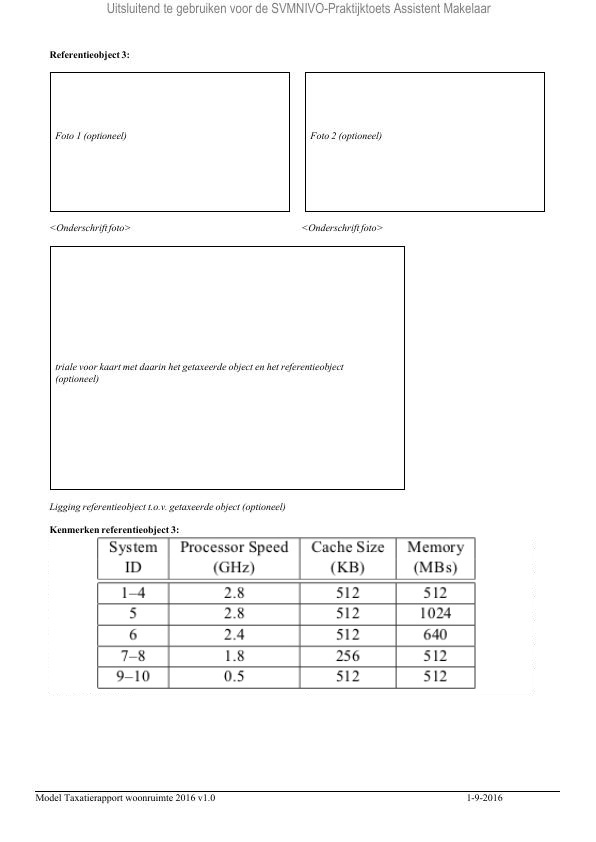 Uitsluitend te gebruiken voor de SVMNIVO-Praktijktoets Assistent Makelaar
Referentieobject 3:
Foto 1 (optioneel)
Foto 2 (optioneel)
<Onderschrift foto>
<Onderschrift foto>
triale voor kaart met daarin het getaxeerde object en het referentieobject
(optioneel)
Ligging referentieobject t.o.v. getaxeerde object (optioneel)
Kenmerken referentieobject 3:
System Processor Speed Cache Size Memory
ID (GHz) (KB) (MBs)
1–4 2.8 512 512
5 2.8 512 1024
6 2.4 512 640
7–8 1.8 256 512
9–10 0.5 512 512
Model Taxatierapport woonruimte 2016 v1.0 1-9-2016